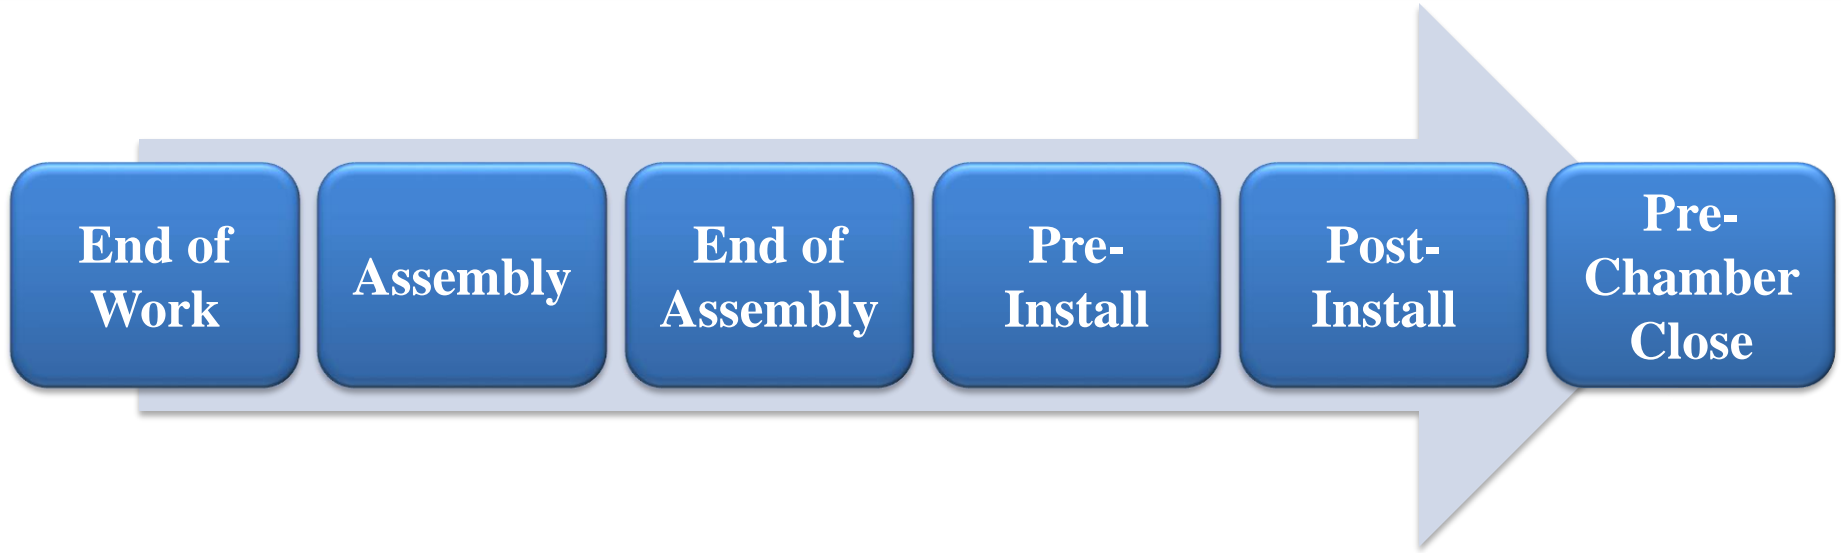 End of
Work
Assembly
End of
Assembly
Pre-
Install
Post-
Install
Pre-
Chamber
Close